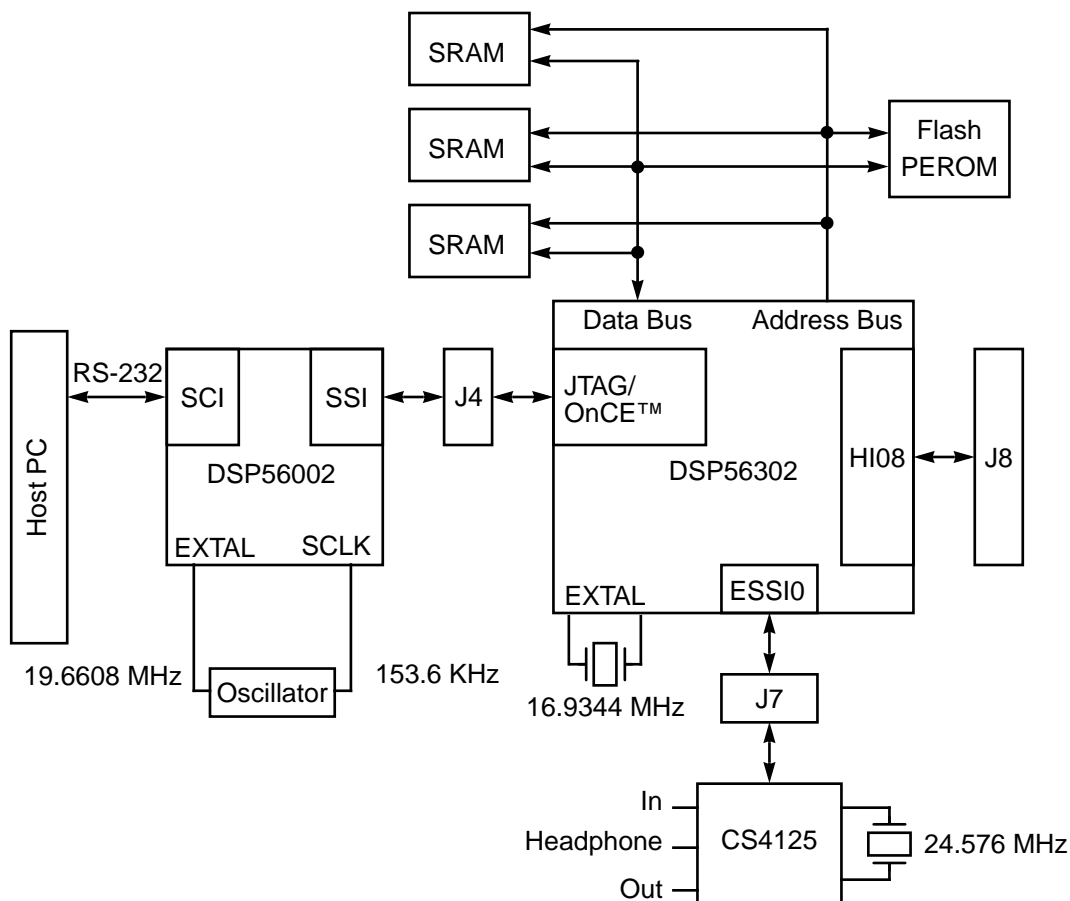 SRAM
SRAM
Flash
PEROM
SRAM
Data Bus
Address Bus
Host PC
RS-232
SCI
SSI
J4
JTAG/
OnCE™
DSP56002
DSP56302
HI08
J8
EXTAL
SCLK
EXTAL
ESSI0
19.6608 MHz
Oscillator
153.6 KHz
16.9344 MHz
J7
In
Headphone
Out
CS4125
24.576 MHz